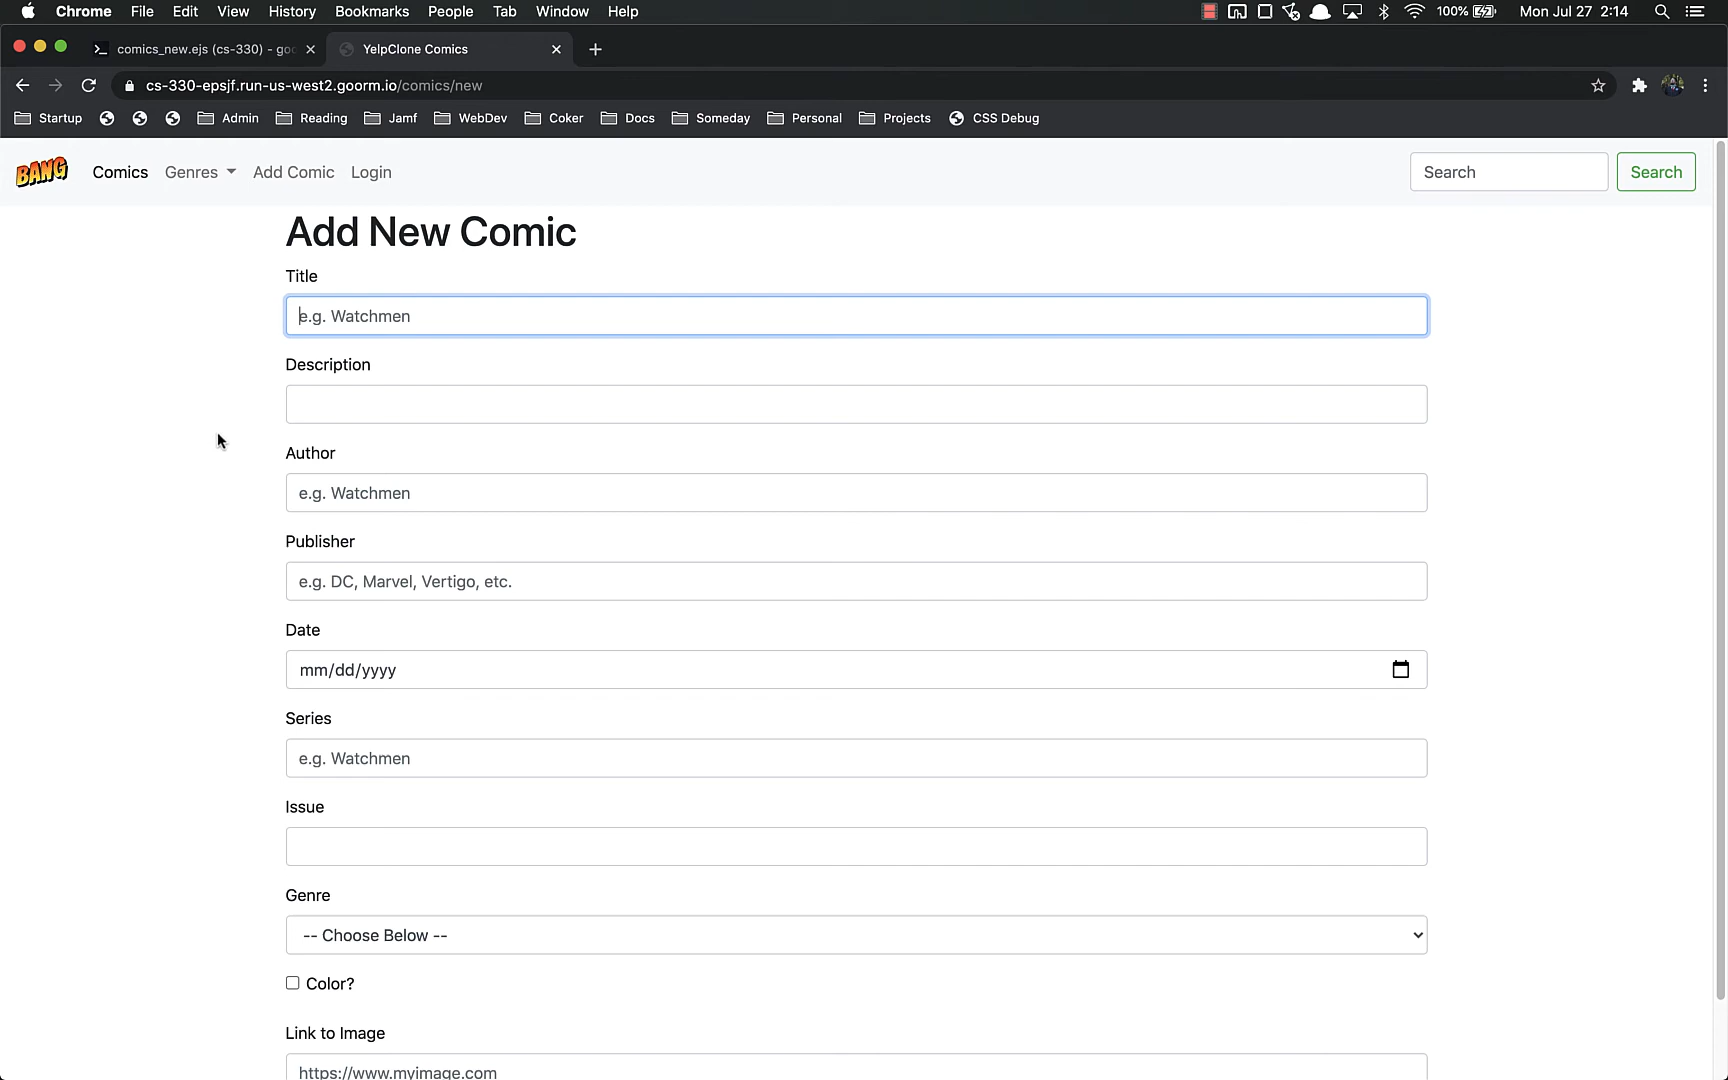 Chrome File Edit View History Bookmarks People Tab Window Help 100% Mon Jul 27 2:14
comics_new.ejs (cs-330) - goo YelpClone Comics
cs-330-epsjf.run-us-west2.goorm.io/comics/new
Startup Admin Reading Jamf WebDev Coker Docs Someday Personal Projects CSS Debug
BANG Comics Genres Add Comic Login Search Search
Add New Comic
Title
e.g. Watchmen
Description
Author
e.g. Watchmen
Publisher
e.g. DC, Marvel, Vertigo, etc.
Date
mm/dd/yyyy
Series
e.g. Watchmen
Issue
Genre
-- Choose Below --
Color?
Link to Image
https://www.myimage.com